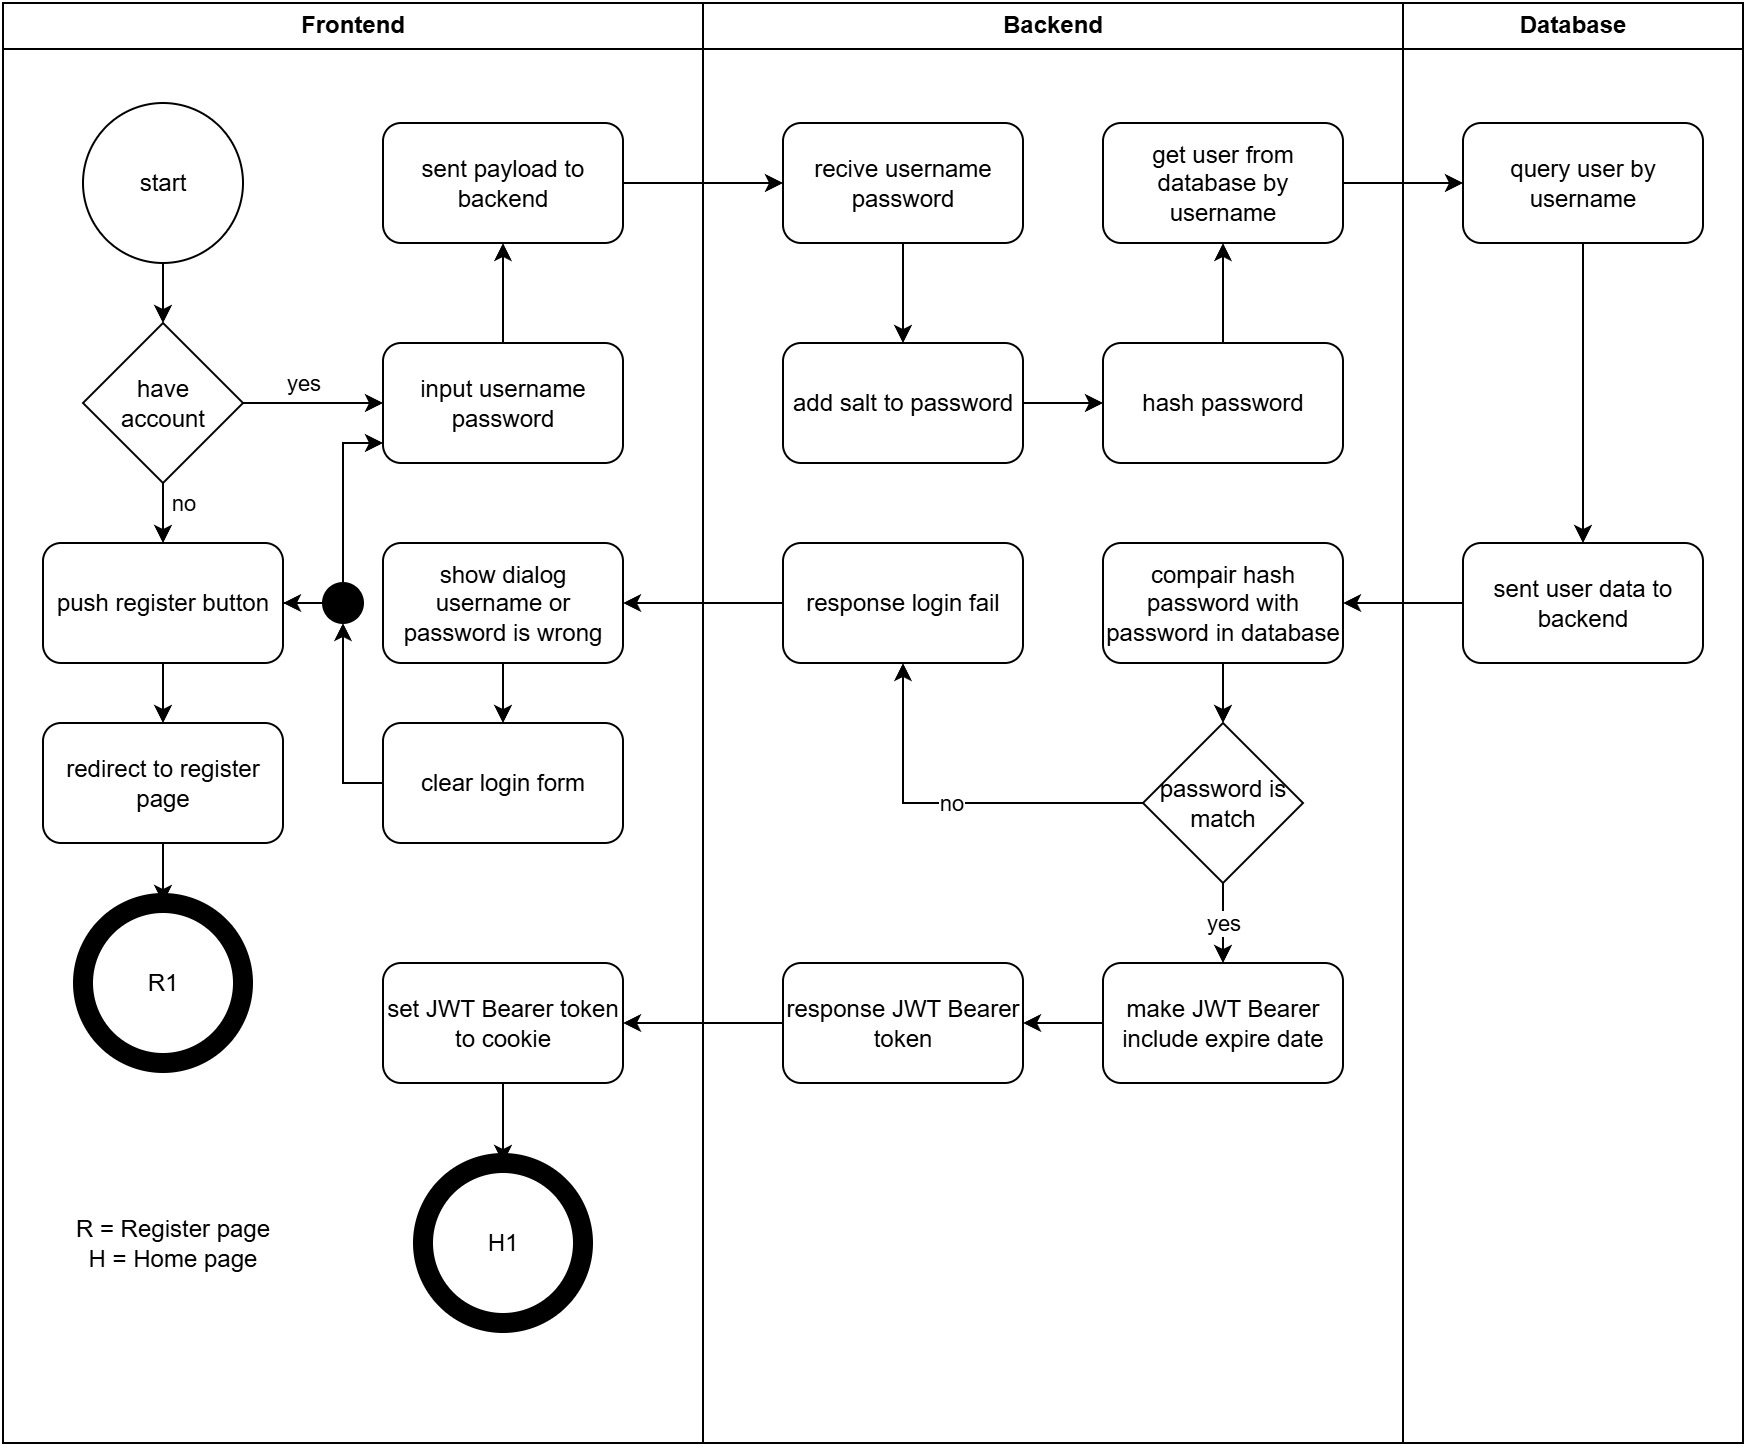 Frontend
Backend
Database
start
sent payload to
backend
recive username
password
get user from
database by
username
query user by
username
have
account
yes
input username
password
add salt to password
hash password
no
push register button
show dialog
username or
password is wrong
response login fail
compair hash
password with
password in database
sent user data to
backend
redirect to register
page
clear login form
no
password is
match
yes
R1
set JWT Bearer token
to cookie
response JWT Bearer
token
make JWT Bearer
include expire date
R = Register page
H = Home page
H1